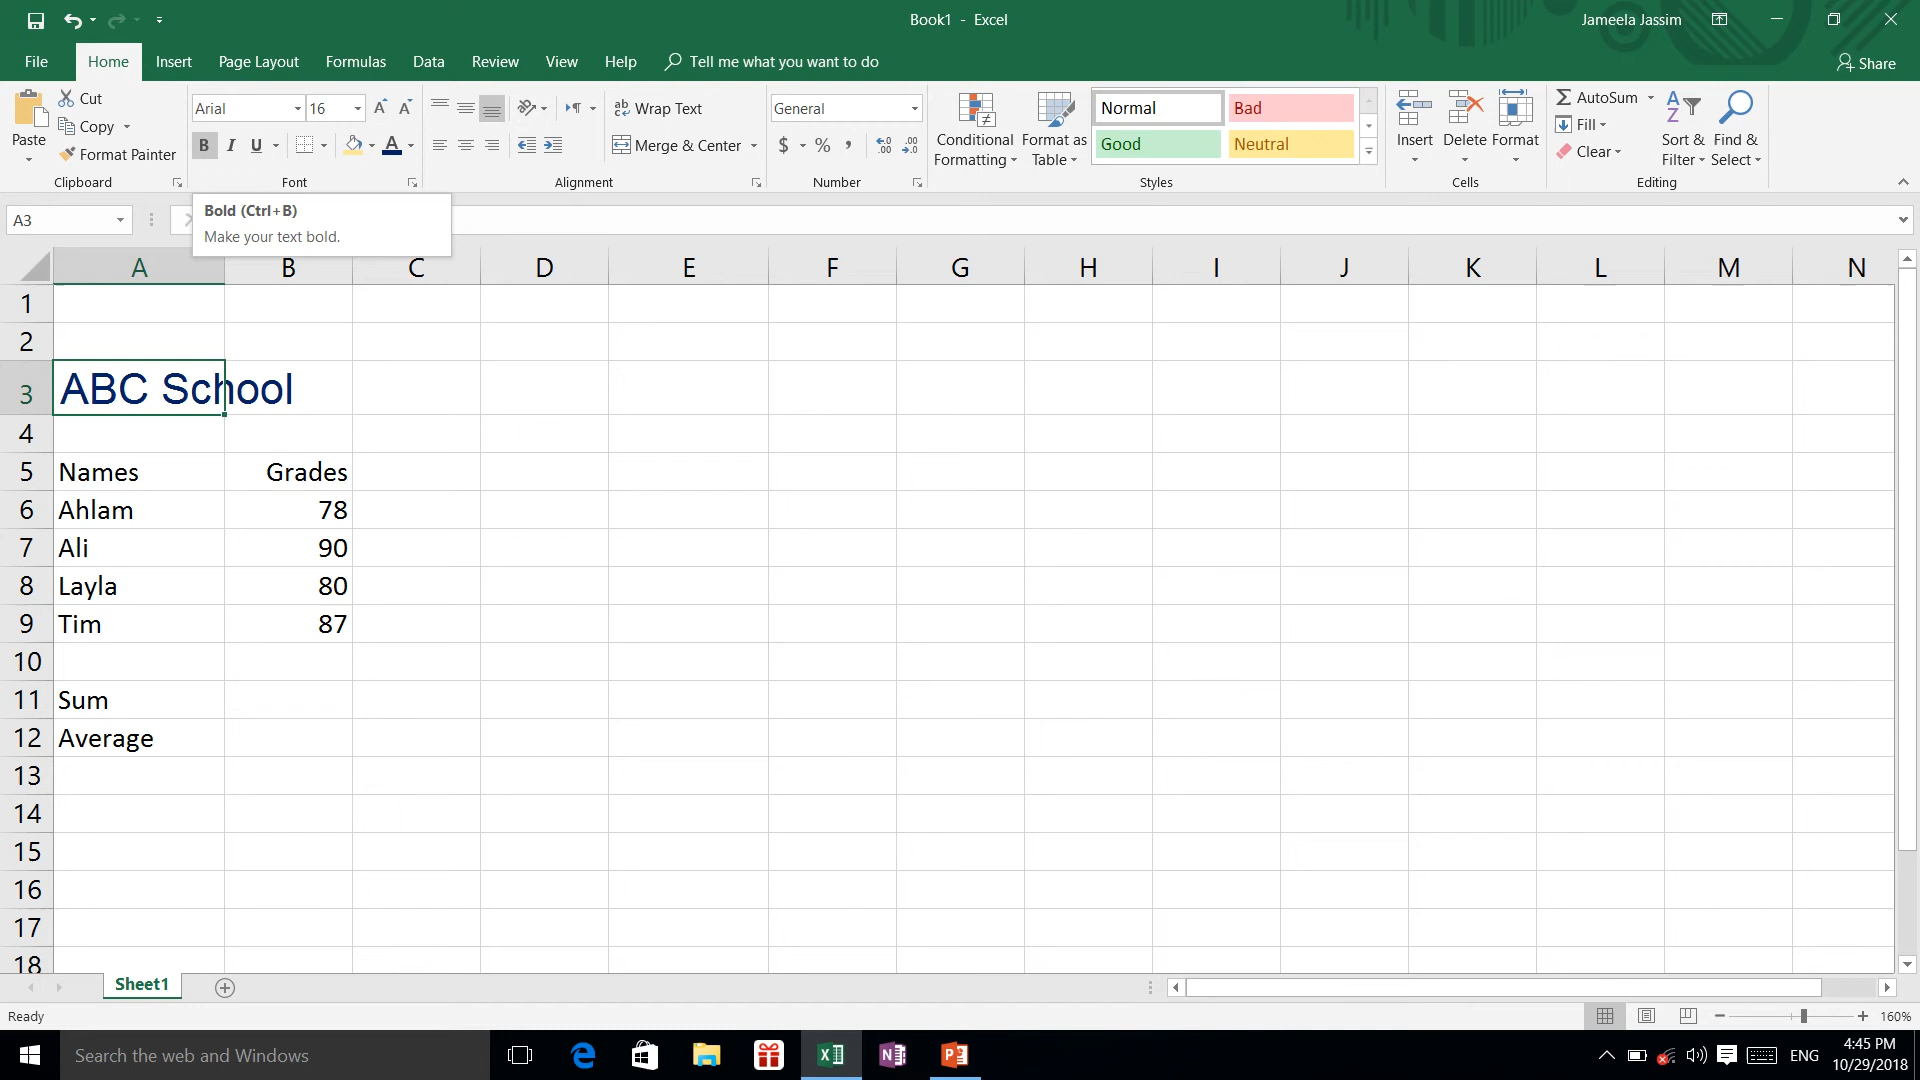 Book1 - Excel
Jameela Jassim
File
Home
Insert
Page Layout
Formulas
Data
Review
View
Help
Tell me what you want to do
Share
Paste
Cut
Copy
Format Painter
Clipboard
Arial
16
A A
B I U
A
Font
Wrap Text
Merge & Center
Alignment
General
$ % ,
Number
Conditional Formatting
Format as Table
Normal
Bad
Good
Neutral
Styles
Insert
Delete
Format
Cells
AutoSum
Fill
Clear
Sort & Filter
Find & Select
Editing
A3
Bold (Ctrl+B)
Make your text bold.
A B C D E F G H I J K L M N
1
2
3 ABC School
4
5 Names Grades
6 Ahlam 78
7 Ali 90
8 Layla 80
9 Tim 87
10
11 Sum
12 Average
13
14
15
16
17
18
Sheet1
Ready
160%
Search the web and Windows
ENG
4:45 PM
10/29/2018